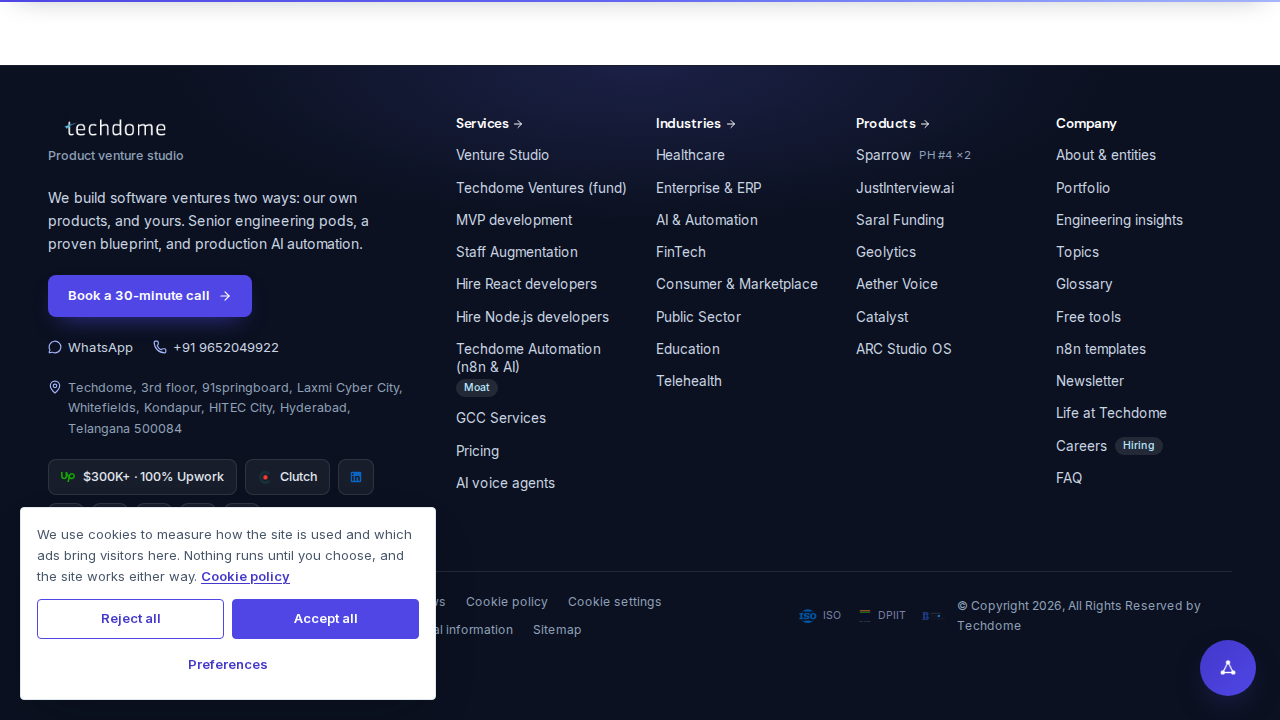 techdome
Product venture studio
We build software ventures two ways: our own
products, and yours. Senior engineering pods, a
proven blueprint, and production AI automation.
Book a 30-minute call →
WhatsApp
+91 9652049922
Techdome, 3rd floor, 91springboard, Laxmi Cyber City,
Whitefields, Kondapur, HITEC City, Hyderabad,
Telangana 500084
Up $300K+ · 100% Upwork
Clutch
in
Services →
Venture Studio
Techdome Ventures (fund)
MVP development
Staff Augmentation
Hire React developers
Hire Node.js developers
Techdome Automation
(n8n & AI)
Moat
GCC Services
Pricing
AI voice agents
Industries →
Healthcare
Enterprise & ERP
AI & Automation
FinTech
Consumer & Marketplace
Public Sector
Education
Telehealth
Products →
Sparrow PH #4 ×2
JustInterview.ai
Saral Funding
Geolytics
Aether Voice
Catalyst
ARC Studio OS
Company
About & entities
Portfolio
Engineering insights
Topics
Glossary
Free tools
n8n templates
Newsletter
Life at Techdome
Careers Hiring
FAQ
We use cookies to measure how the site is used and which
ads bring visitors here. Nothing runs until you choose, and
the site works either way. Cookie policy
Reject all
Accept all
Preferences
Cookie policy
Cookie settings
information
Sitemap
ISO ISO
DPIIT
© Copyright 2026, All Rights Reserved by
Techdome